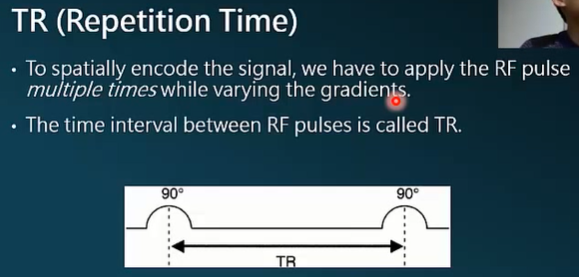 TR (Repetition Time)
• To spatially encode the signal, we have to apply the RF pulse
multiple times while varying the gradients.
• The time interval between RF pulses is called TR.
90° 90°
TR